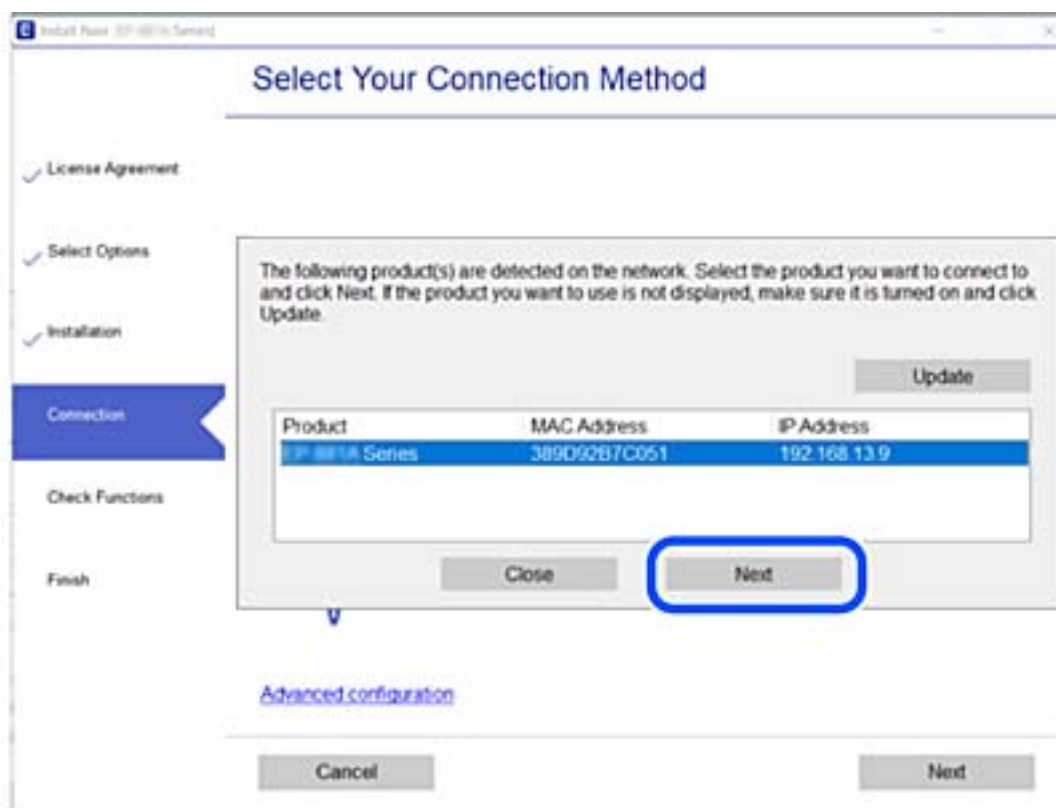 Install Navi Series]
Select Your Connection Method
License Agreement
Select Options
Installation
Connection
Check Functions
Finish
The following product(s) are detected on the network. Select the product you want to connect to
and click Next. If the product you want to use is not displayed, make sure it is turned on and click
Update.
Update
Product MAC Address IP Address
Series 389D92B7C051 192.168.13.9
Close Next
Advanced configuration
Cancel Next